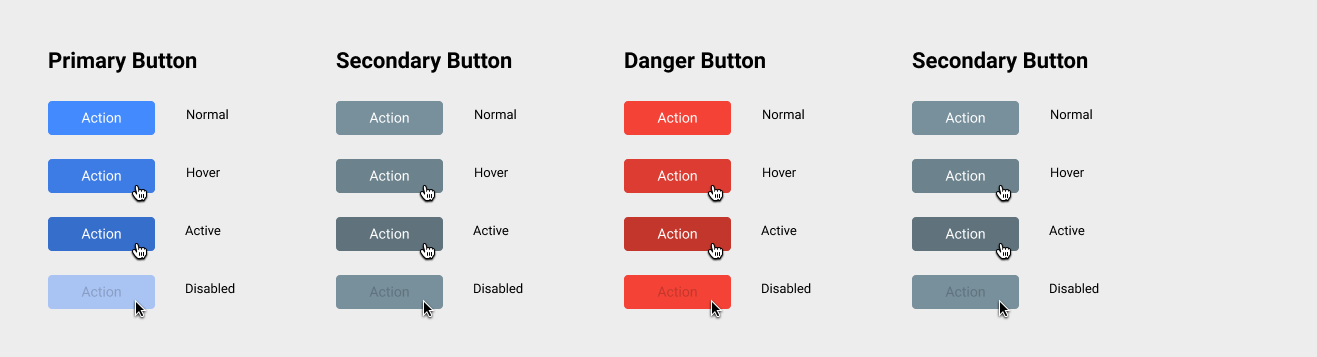 Primary Button
Secondary Button
Danger Button
Secondary Button
Action Normal
Action Normal
Action Normal
Action Normal
Action Hover
Action Hover
Action Hover
Action Hover
Action Active
Action Active
Action Active
Action Active
Action Disabled
Action Disabled
Action Disabled
Action Disabled